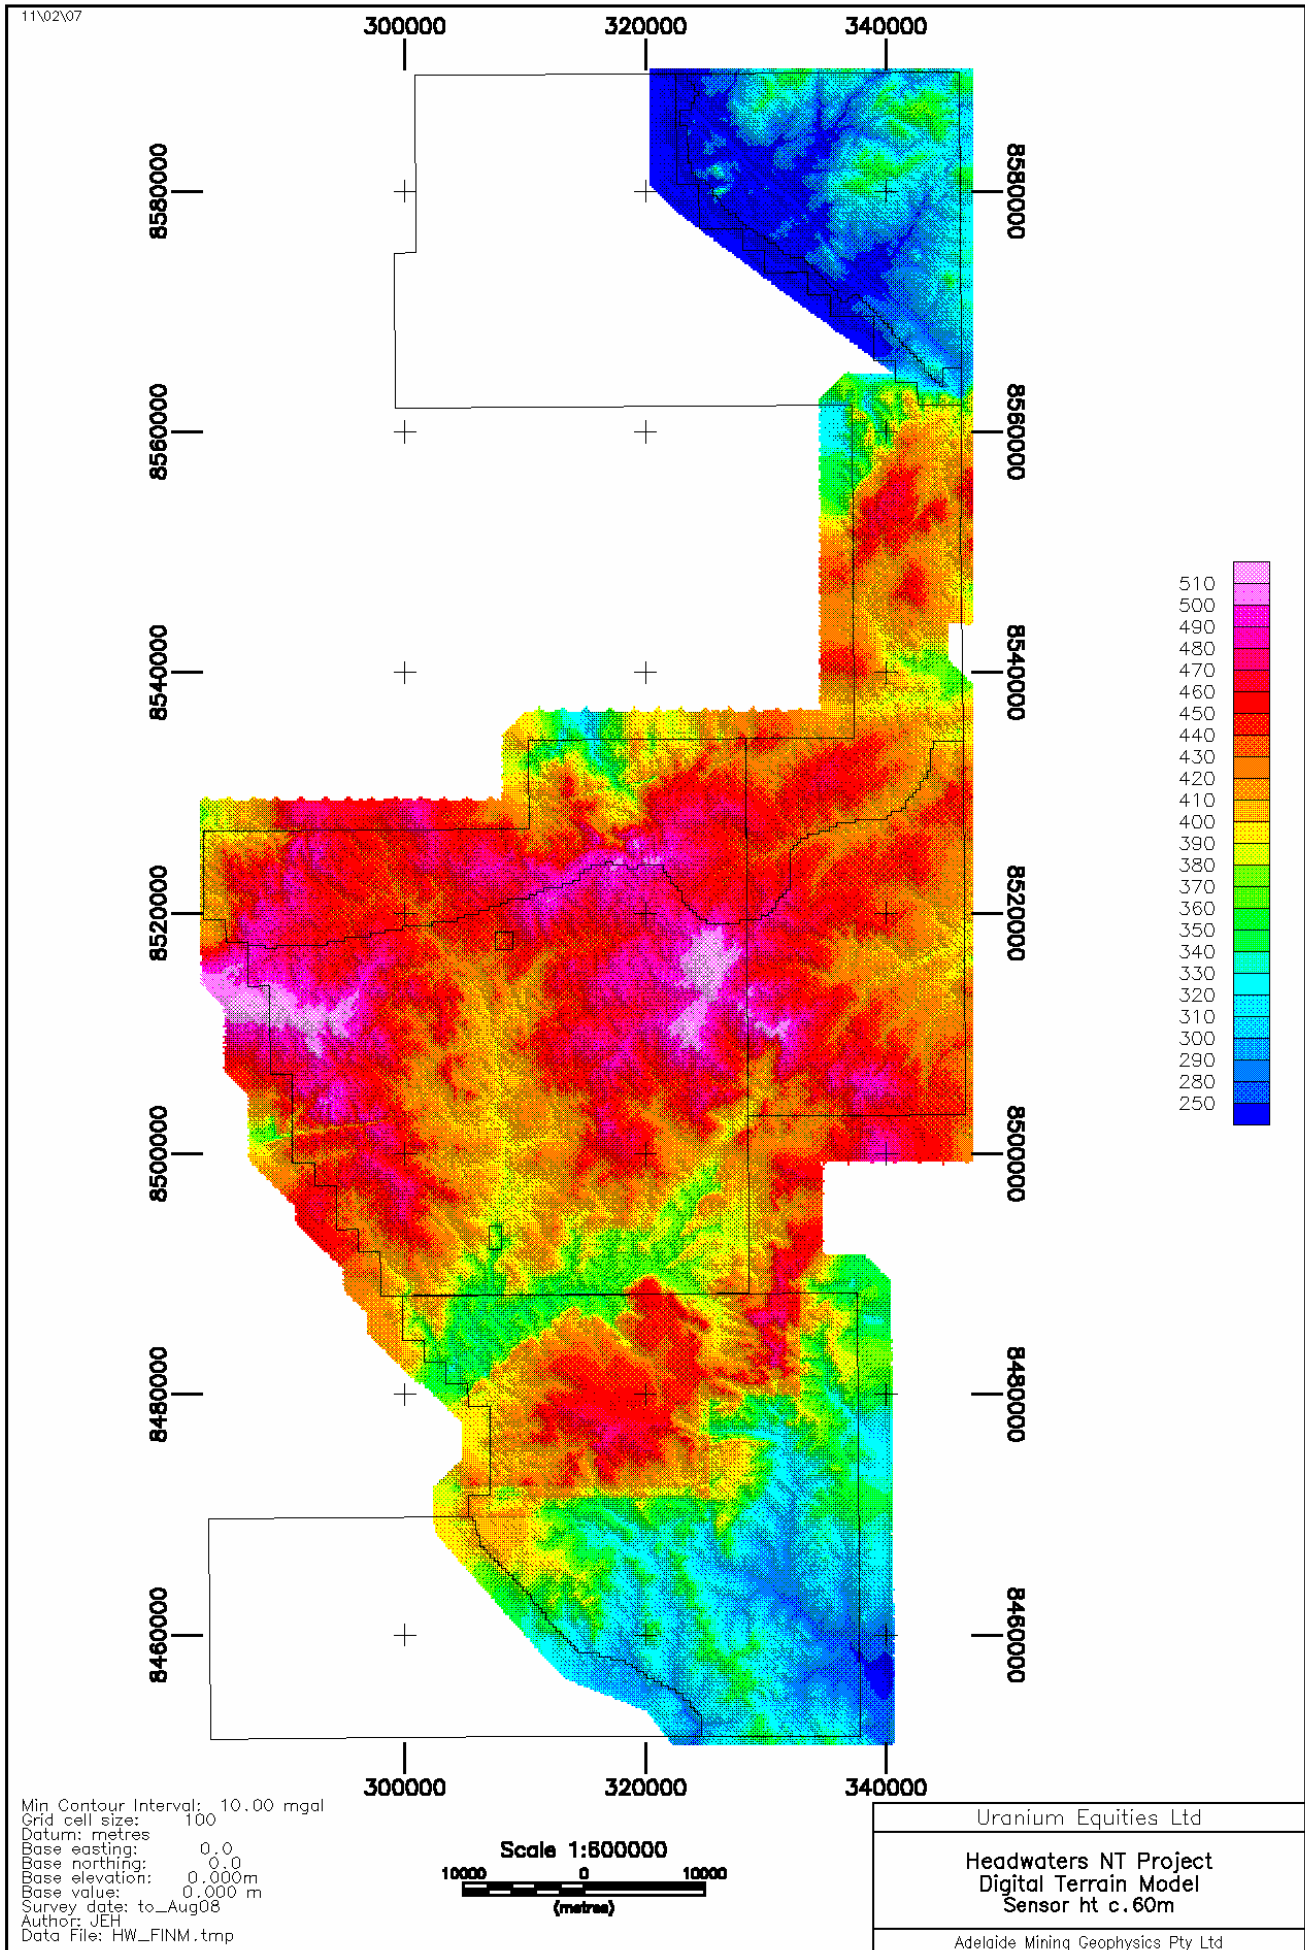 11\02\07
300000 320000 340000
8580000 8580000
8560000 8560000
8540000 8540000
8520000 8520000
8500000 8500000
8480000 8480000
8460000 8460000
510
500
490
480
470
460
450
440
430
420
410
400
390
380
370
360
350
340
330
320
310
300
290
280
250
300000 320000 340000
Min Contour Interval: 10.00 mgal
Grid cell size: 100
Datum: metres
Base easting: 0.0
Base northing: 0.0
Base elevation: 0.000m
Base value: 0.000 m
Survey date: to_Aug08
Author: JEH
Data File: HW_FINM.tmp
Scale 1:600000
10000 0 10000
(metres)
Uranium Equities Ltd
Headwaters NT Project
Digital Terrain Model
Sensor ht c.60m
Adelaide Mining Geophysics Pty Ltd